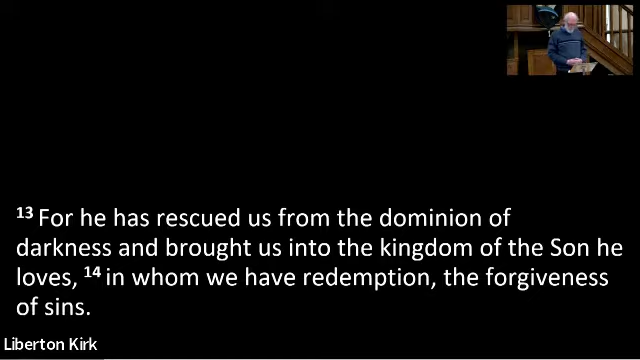 ¹³ For he has rescued us from the dominion of
darkness and brought us into the kingdom of the Son he
loves, ¹⁴ in whom we have redemption, the forgiveness
of sins.
Liberton Kirk